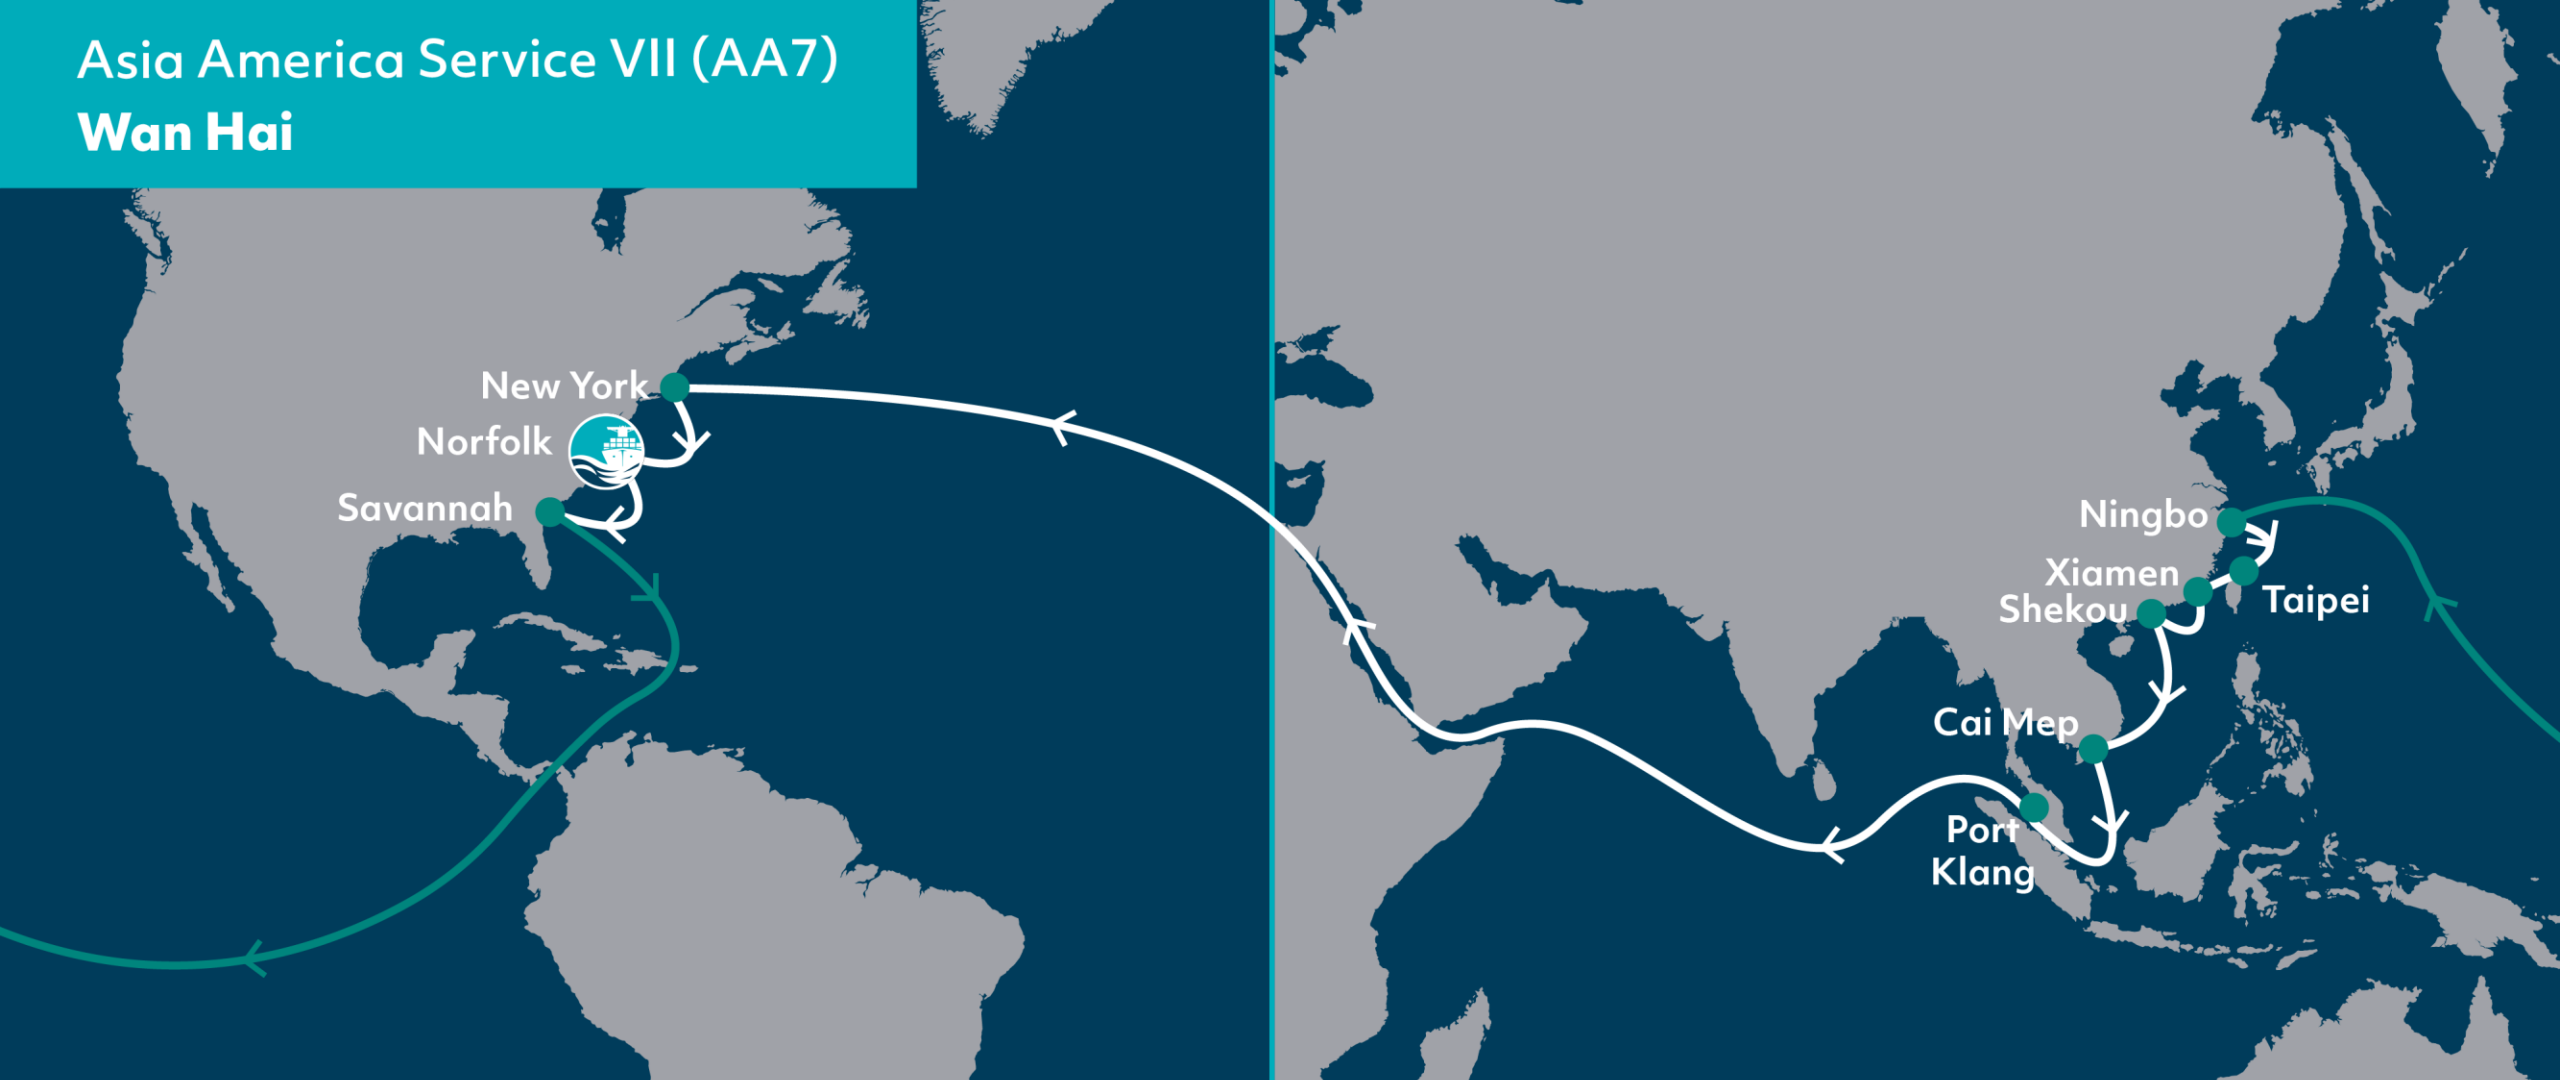 Asia America Service VII (AA7)
Wan Hai
New York
Norfolk
Savannah
Ningbo
Xiamen
Shekou
Taipei
Cai Mep
Port
Klang